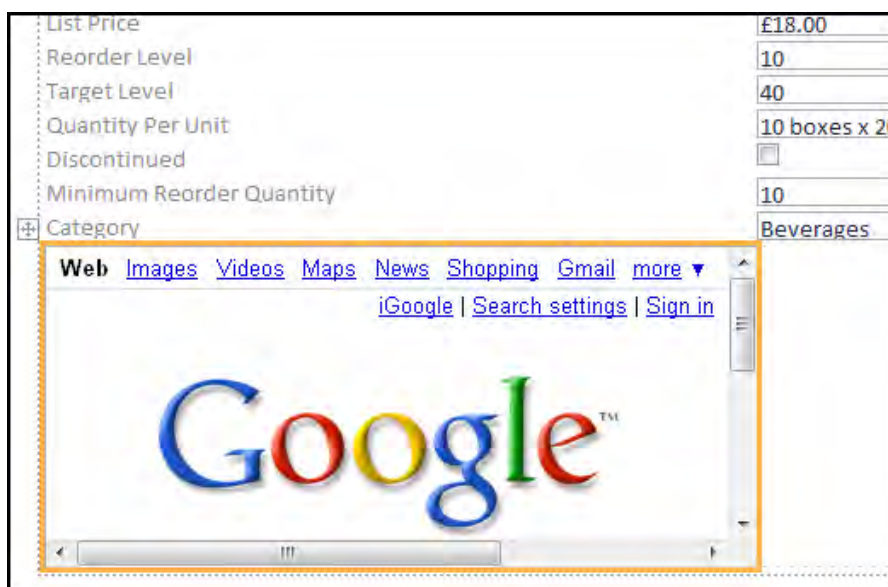 List Price £18.00
Reorder Level 10
Target Level 40
Quantity Per Unit 10 boxes x 20
Discontinued
Minimum Reorder Quantity 10
Category Beverages
Web Images Videos Maps News Shopping Gmail more ▼
iGoogle | Search settings | Sign in
Google™